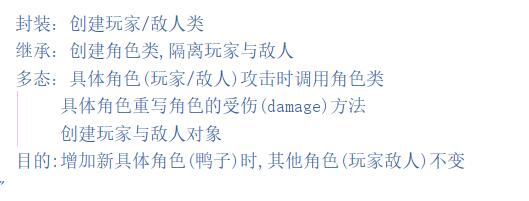 封装: 创建玩家/敌人类
继承: 创建角色类,隔离玩家与敌人
多态: 具体角色(玩家/敌人)攻击时调用角色类
具体角色重写角色的受伤(damage)方法
创建玩家与敌人对象
目的:增加新具体角色(鸭子)时,其他角色(玩家敌人)不变
"